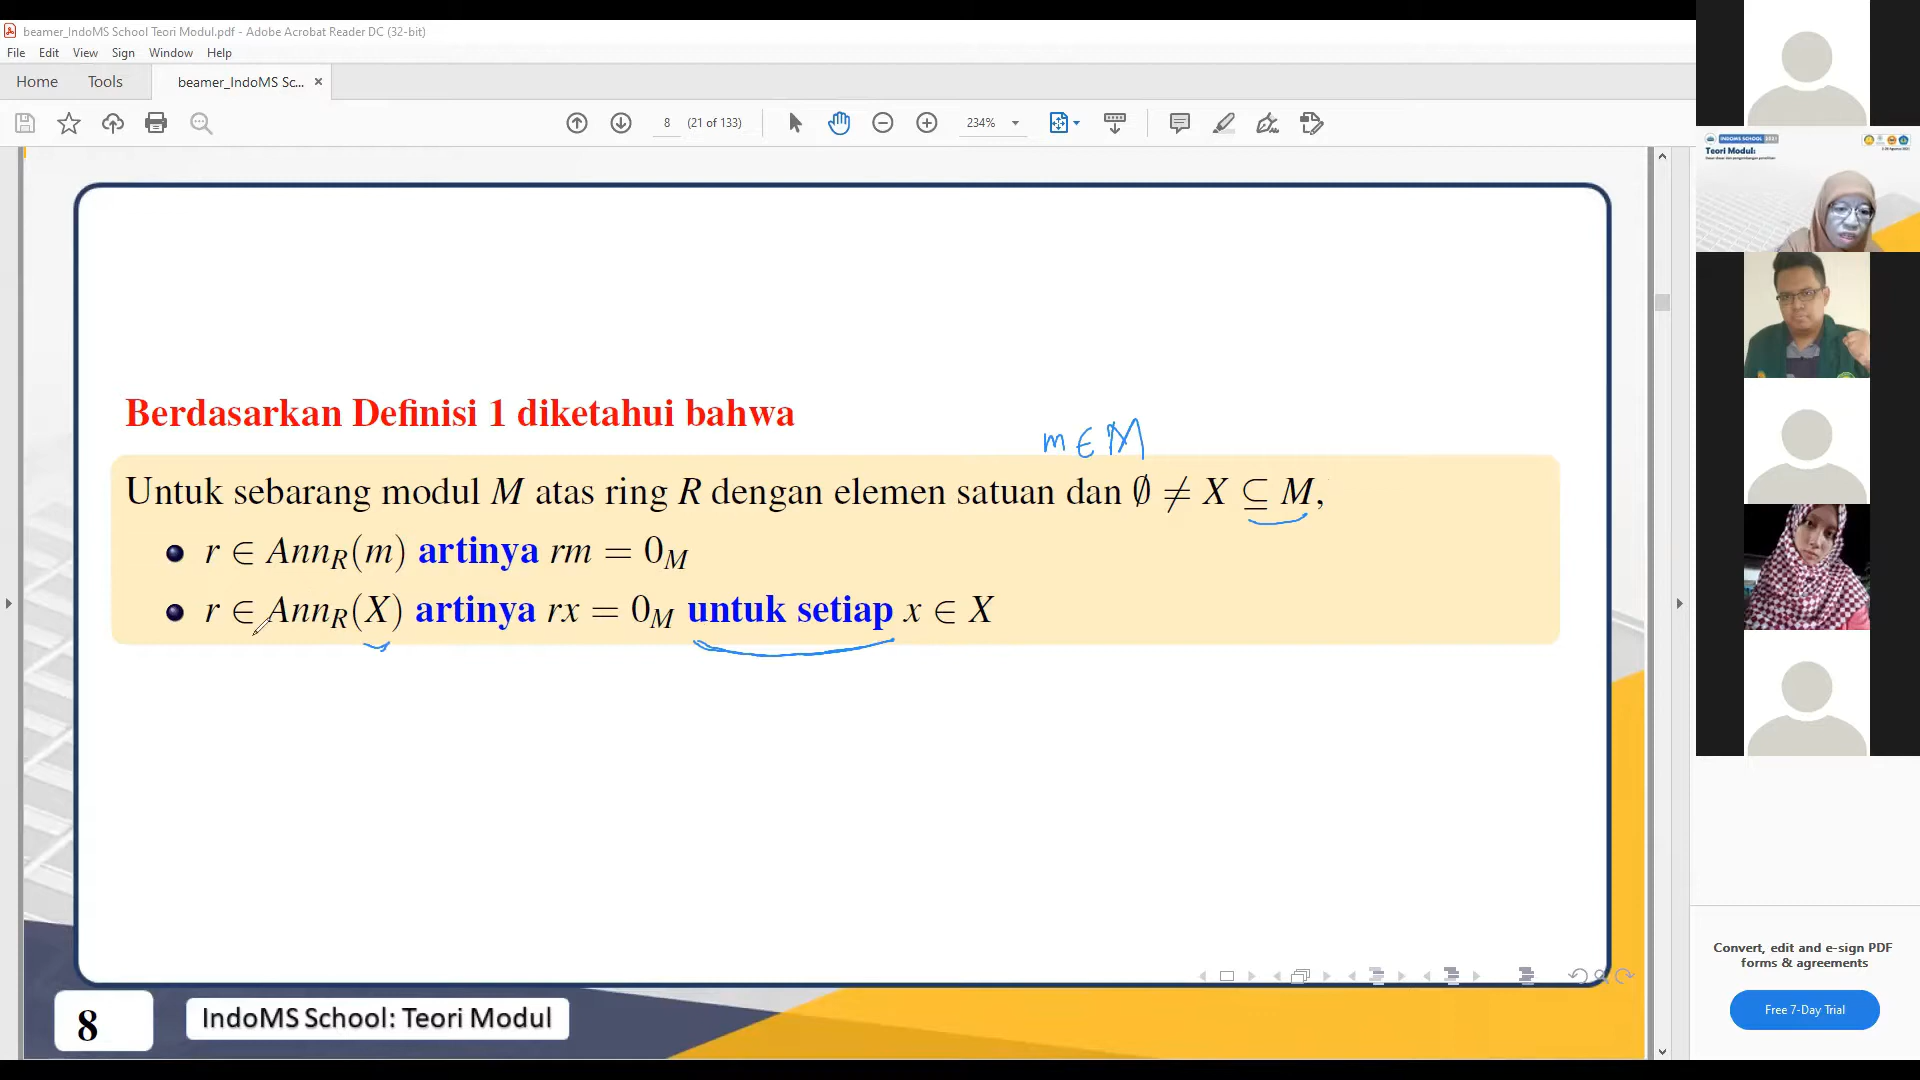 beamer_IndoMS School Teori Modul.pdf - Adobe Acrobat Reader DC (32-bit)
File Edit View Sign Window Help
Home Tools beamer_IndoMS Sc... ×
8 (21 of 133) 234%
INDOMS SCHOOL 2021
Teori Modul:
Berdasarkan Definisi 1 diketahui bahwa
m ∈ M
Untuk sebarang modul M atas ring R dengan elemen satuan dan ∅ ≠ X ⊆ M,
r ∈ Ann_R(m) artinya rm = 0_M
r ∈ Ann_R(X) artinya rx = 0_M untuk setiap x ∈ X
8 IndoMS School: Teori Modul
Convert, edit and e-sign PDF
forms & agreements
Free 7-Day Trial